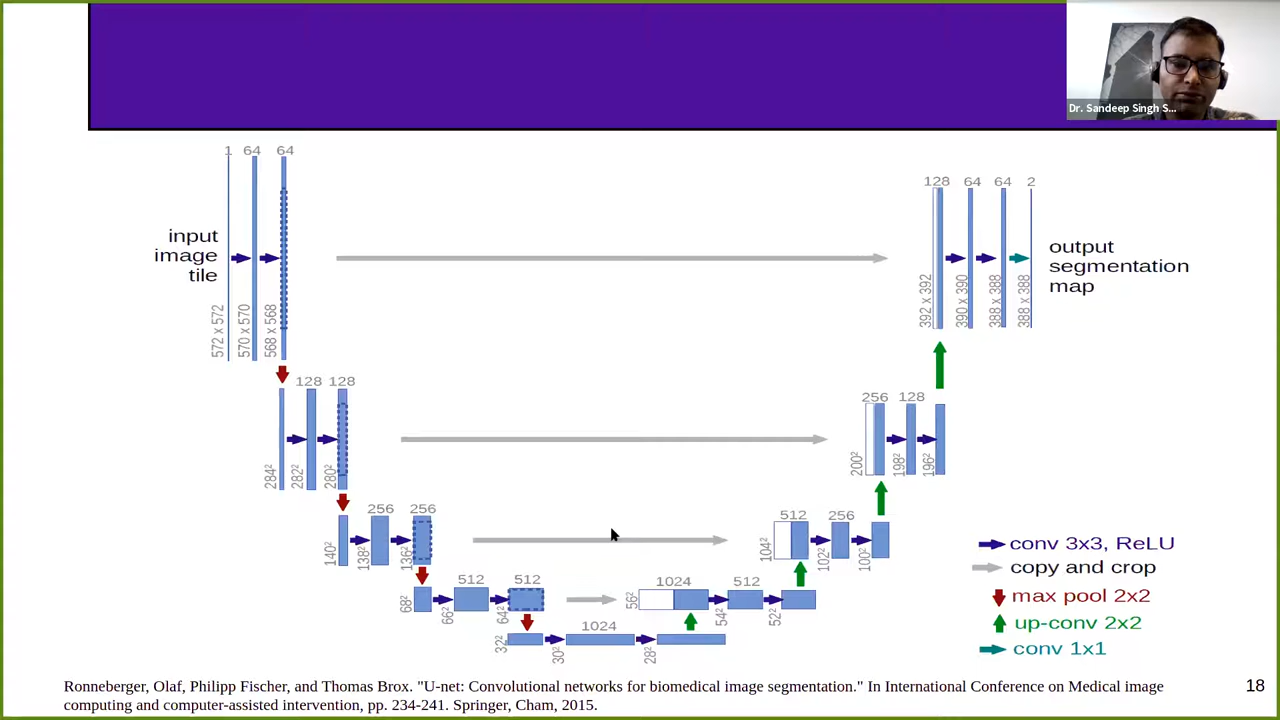 Dr. Sandeep Singh S...
1 64 64
128 64 64 2
input
image
tile
output
segmentation
map
572 x 572
570 x 570
568 x 568
392 x 392
390 x 390
388 x 388
388 x 388
128 128
256 128
284²
282²
280²
200²
198²
196²
256 256
512 256
140²
138²
136²
104²
102²
100²
512 512
1024 512
68²
66²
64²
56²
54²
52²
1024
32²
30²
28²
conv 3x3, ReLU
copy and crop
max pool 2x2
up-conv 2x2
conv 1x1
Ronneberger, Olaf, Philipp Fischer, and Thomas Brox. "U-net: Convolutional networks for biomedical image segmentation." In International Conference on Medical image
computing and computer-assisted intervention, pp. 234-241. Springer, Cham, 2015.
18